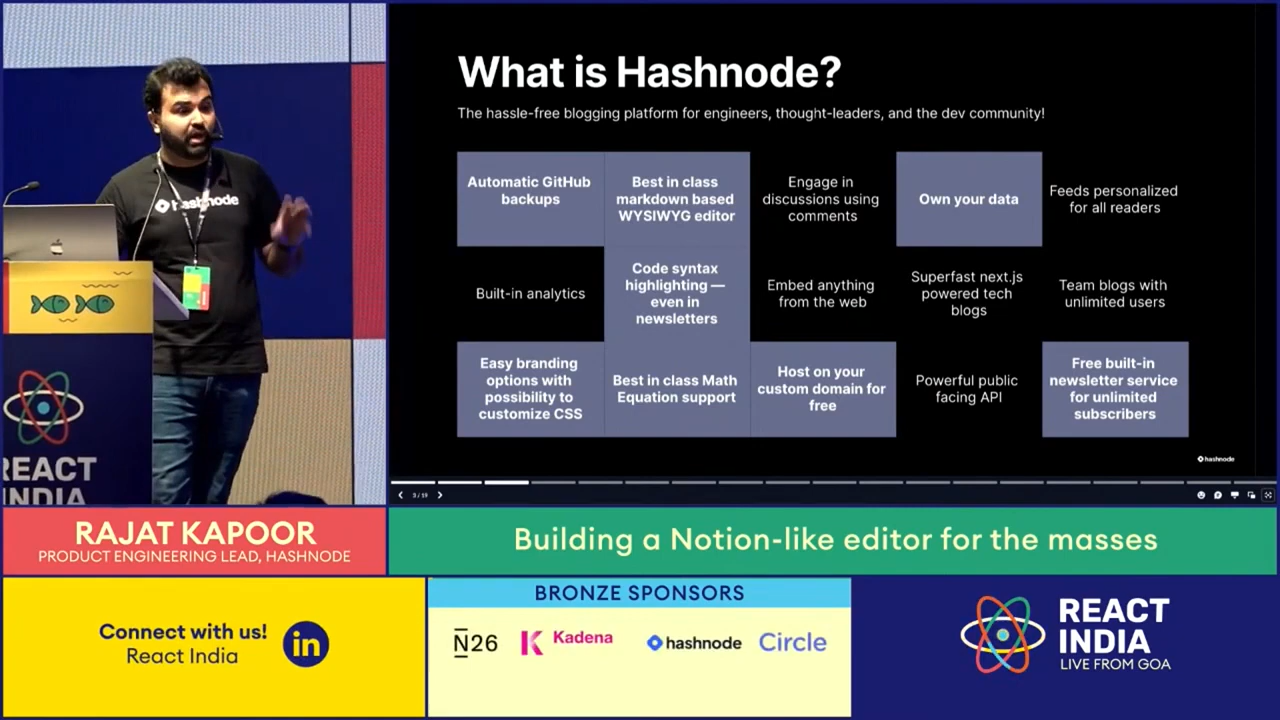 What is Hashnode?
The hassle-free blogging platform for engineers, thought-leaders, and the dev community!
Automatic GitHub
backups
Best in class
markdown based
WYSIWYG editor
Engage in
discussions using
comments
Own your data
Feeds personalized
for all readers
Built-in analytics
Code syntax
highlighting —
even in
newsletters
Embed anything
from the web
Superfast next.js
powered tech
blogs
Team blogs with
unlimited users
Easy branding
options with
possibility to
customize CSS
Best in class Math
Equation support
Host on your
custom domain for
free
Powerful public
facing API
Free built-in
newsletter service
for unlimited
subscribers
hashnode
3 / 19
hashnode
REACT
INDIA
RAJAT KAPOOR
PRODUCT ENGINEERING LEAD, HASHNODE
Building a Notion-like editor for the masses
Connect with us!
React India
in
BRONZE SPONSORS
N26
Kadena
hashnode
Circle
REACT
INDIA
LIVE FROM GOA